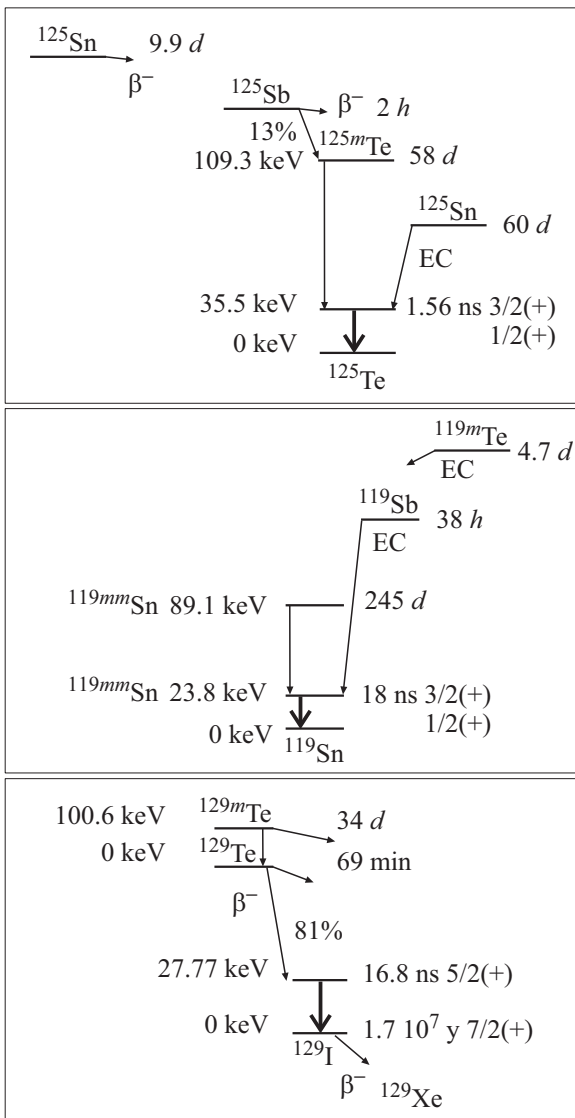 ¹²⁵Sn 9.9 d
β⁻
¹²⁵Sb β⁻ 2 h
13% ¹²⁵ᵐTe
109.3 keV 58 d
¹²⁵Sn
60 d
EC
35.5 keV 1.56 ns 3/2(+)
0 keV 1/2(+)
¹²⁵Te
¹¹⁹ᵐTe
4.7 d
EC
¹¹⁹Sb
38 h
EC
¹¹⁹ᵐᵐSn 89.1 keV 245 d
¹¹⁹ᵐᵐSn 23.8 keV 18 ns 3/2(+)
0 keV 1/2(+)
¹¹⁹Sn
100.6 keV ¹²⁹ᵐTe 34 d
0 keV ¹²⁹Te 69 min
β⁻
81%
27.77 keV 16.8 ns 5/2(+)
0 keV 1.7 10⁷ y 7/2(+)
¹²⁹I
β⁻ ¹²⁹Xe